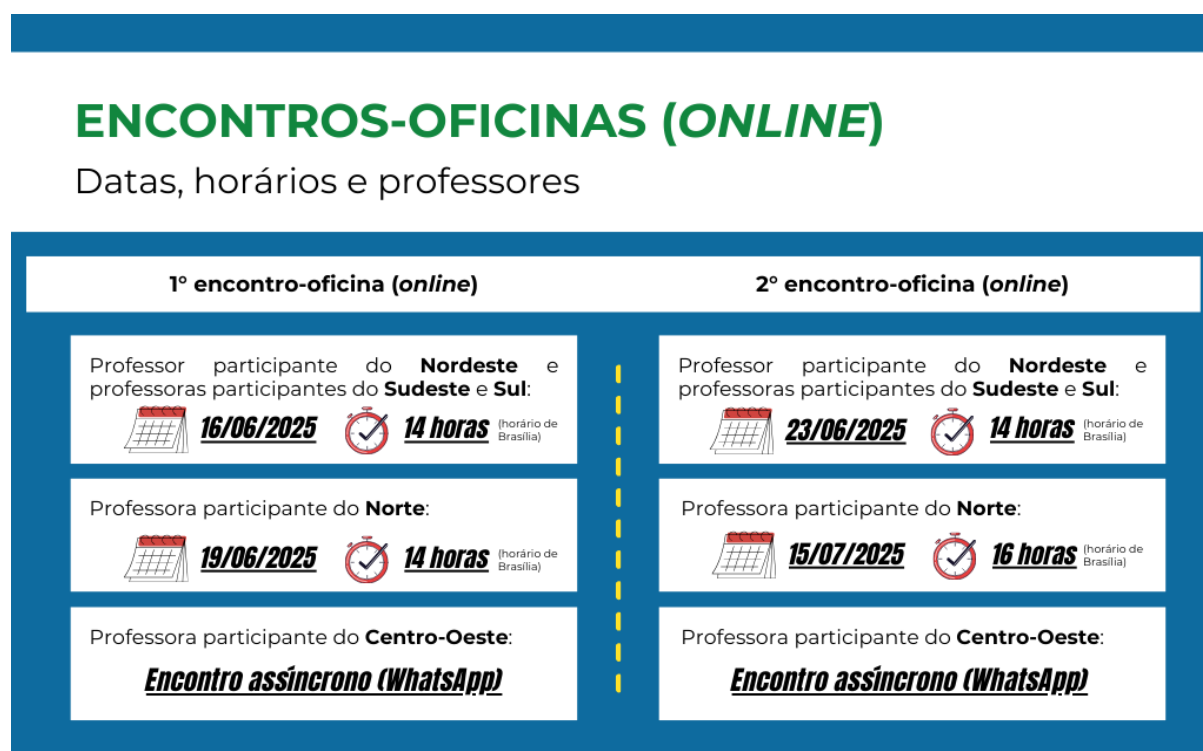 ENCONTROS-OFICINAS (ONLINE)
Datas, horários e professores
1º encontro-oficina (online)
Professor participante do Nordeste e
professoras participantes do Sudeste e Sul:
16/06/2025 14 horas (horário de
Brasília)
Professora participante do Norte:
19/06/2025 14 horas (horário de
Brasília)
Professora participante do Centro-Oeste:
Encontro assíncrono (WhatsApp)
2º encontro-oficina (online)
Professor participante do Nordeste e
professoras participantes do Sudeste e Sul:
23/06/2025 14 horas (horário de
Brasília)
Professora participante do Norte:
15/07/2025 16 horas (horário de
Brasília)
Professora participante do Centro-Oeste:
Encontro assíncrono (WhatsApp)